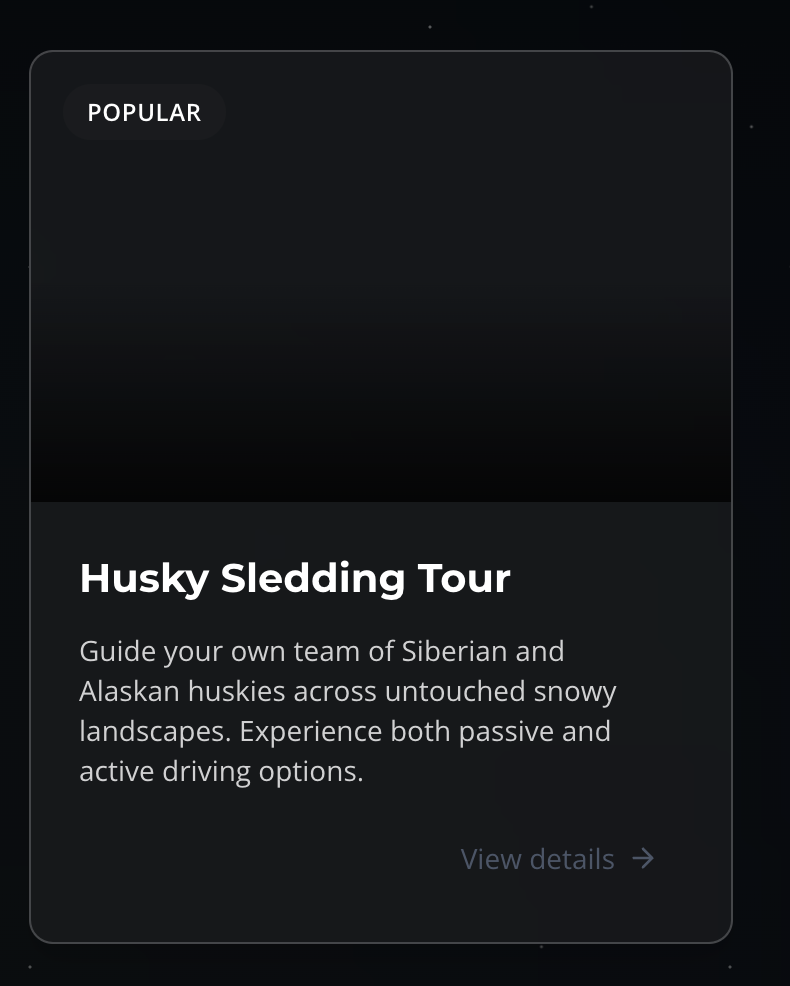 POPULAR
Husky Sledding Tour
Guide your own team of Siberian and
Alaskan huskies across untouched snowy
landscapes. Experience both passive and
active driving options.
View details →